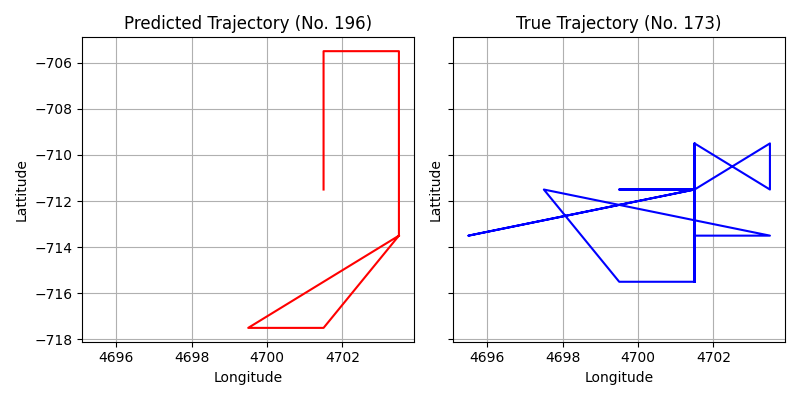 Predicted Trajectory (No. 196)
True Trajectory (No. 173)
Lattitude
−706
−708
−710
−712
−714
−716
−718
4696
4698
4700
4702
Longitude
Lattitude
4696
4698
4700
4702
Longitude